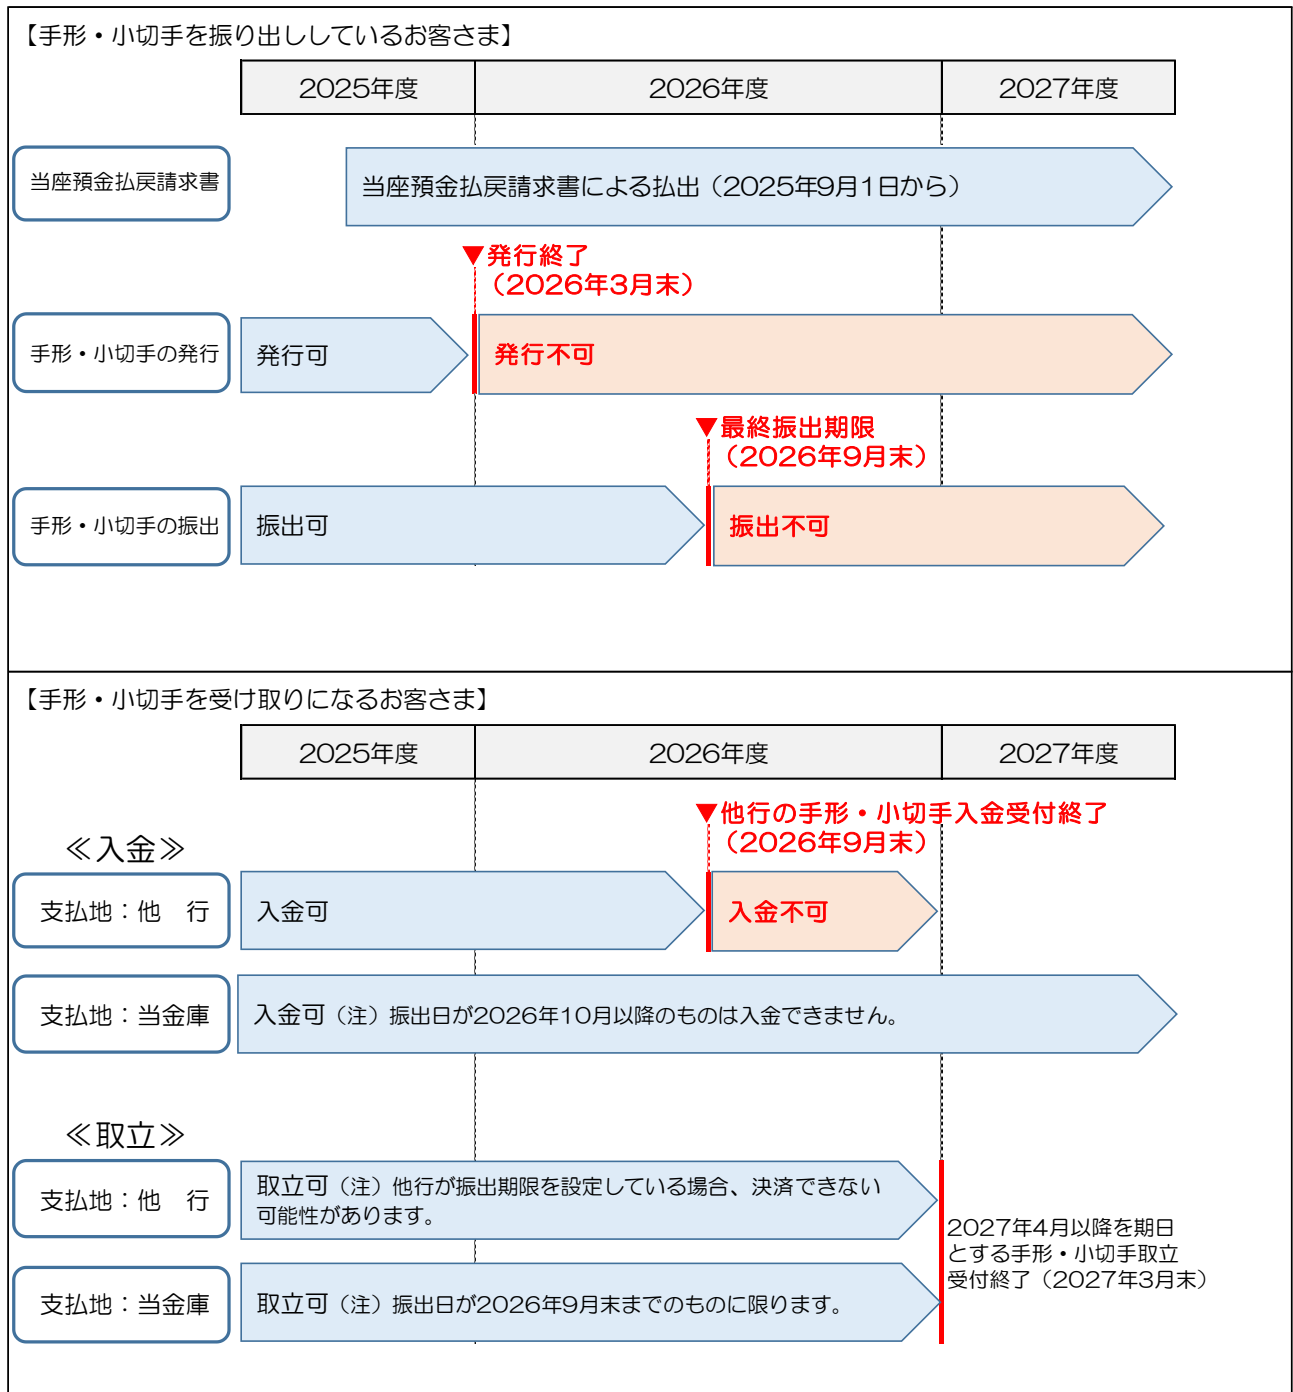 【手形・小切手を振り出ししているお客さま】
2025年度
2026年度
2027年度
当座預金払戻請求書
当座預金払戻請求書による払出（2025年9月1日から）
▼発行終了
（2026年3月末）
手形・小切手の発行
発行可
発行不可
▼最終振出期限
（2026年9月末）
手形・小切手の振出
振出可
振出不可
【手形・小切手を受け取りになるお客さま】
2025年度
2026年度
2027年度
▼他行の手形・小切手入金受付終了
（2026年9月末）
≪入金≫
支払地：他　行
入金可
入金不可
支払地：当金庫
入金可（注）振出日が2026年10月以降のものは入金できません。
≪取立≫
支払地：他　行
取立可（注）他行が振出期限を設定している場合、決済できない
可能性があります。
2027年4月以降を期日
とする手形・小切手取立
受付終了（2027年3月末）
支払地：当金庫
取立可（注）振出日が2026年9月末までのものに限ります。